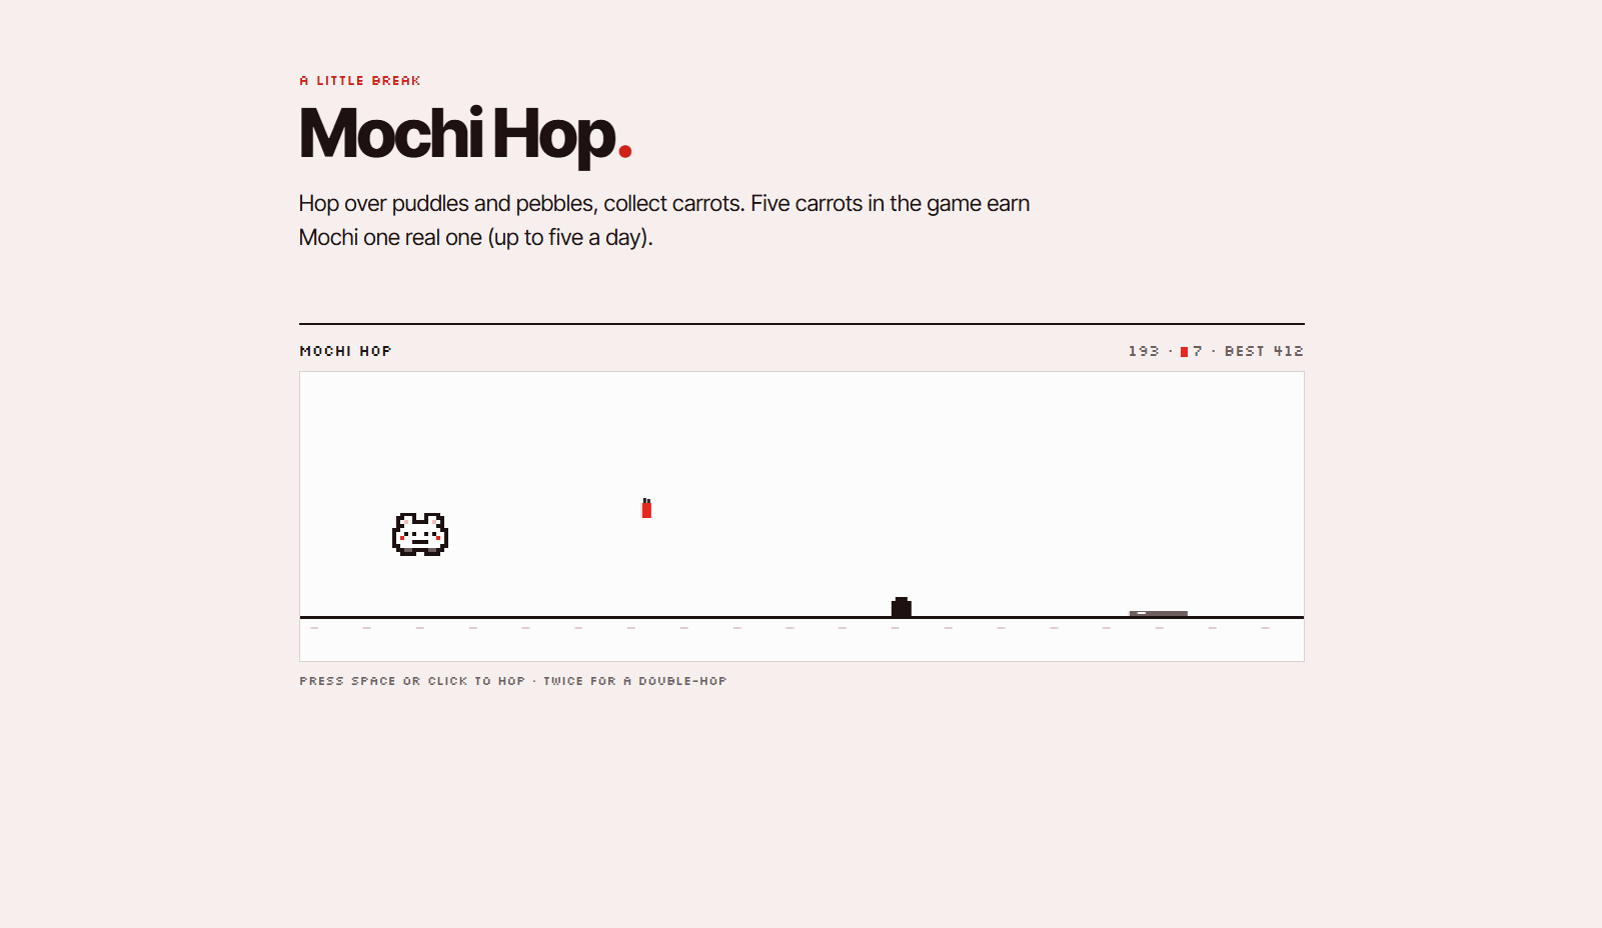 A LITTLE BREAK
Mochi Hop.
Hop over puddles and pebbles, collect carrots. Five carrots in the game earn
Mochi one real one (up to five a day).
MOCHI HOP
193 · 7 · BEST 412
PRESS SPACE OR CLICK TO HOP · TWICE FOR A DOUBLE-HOP